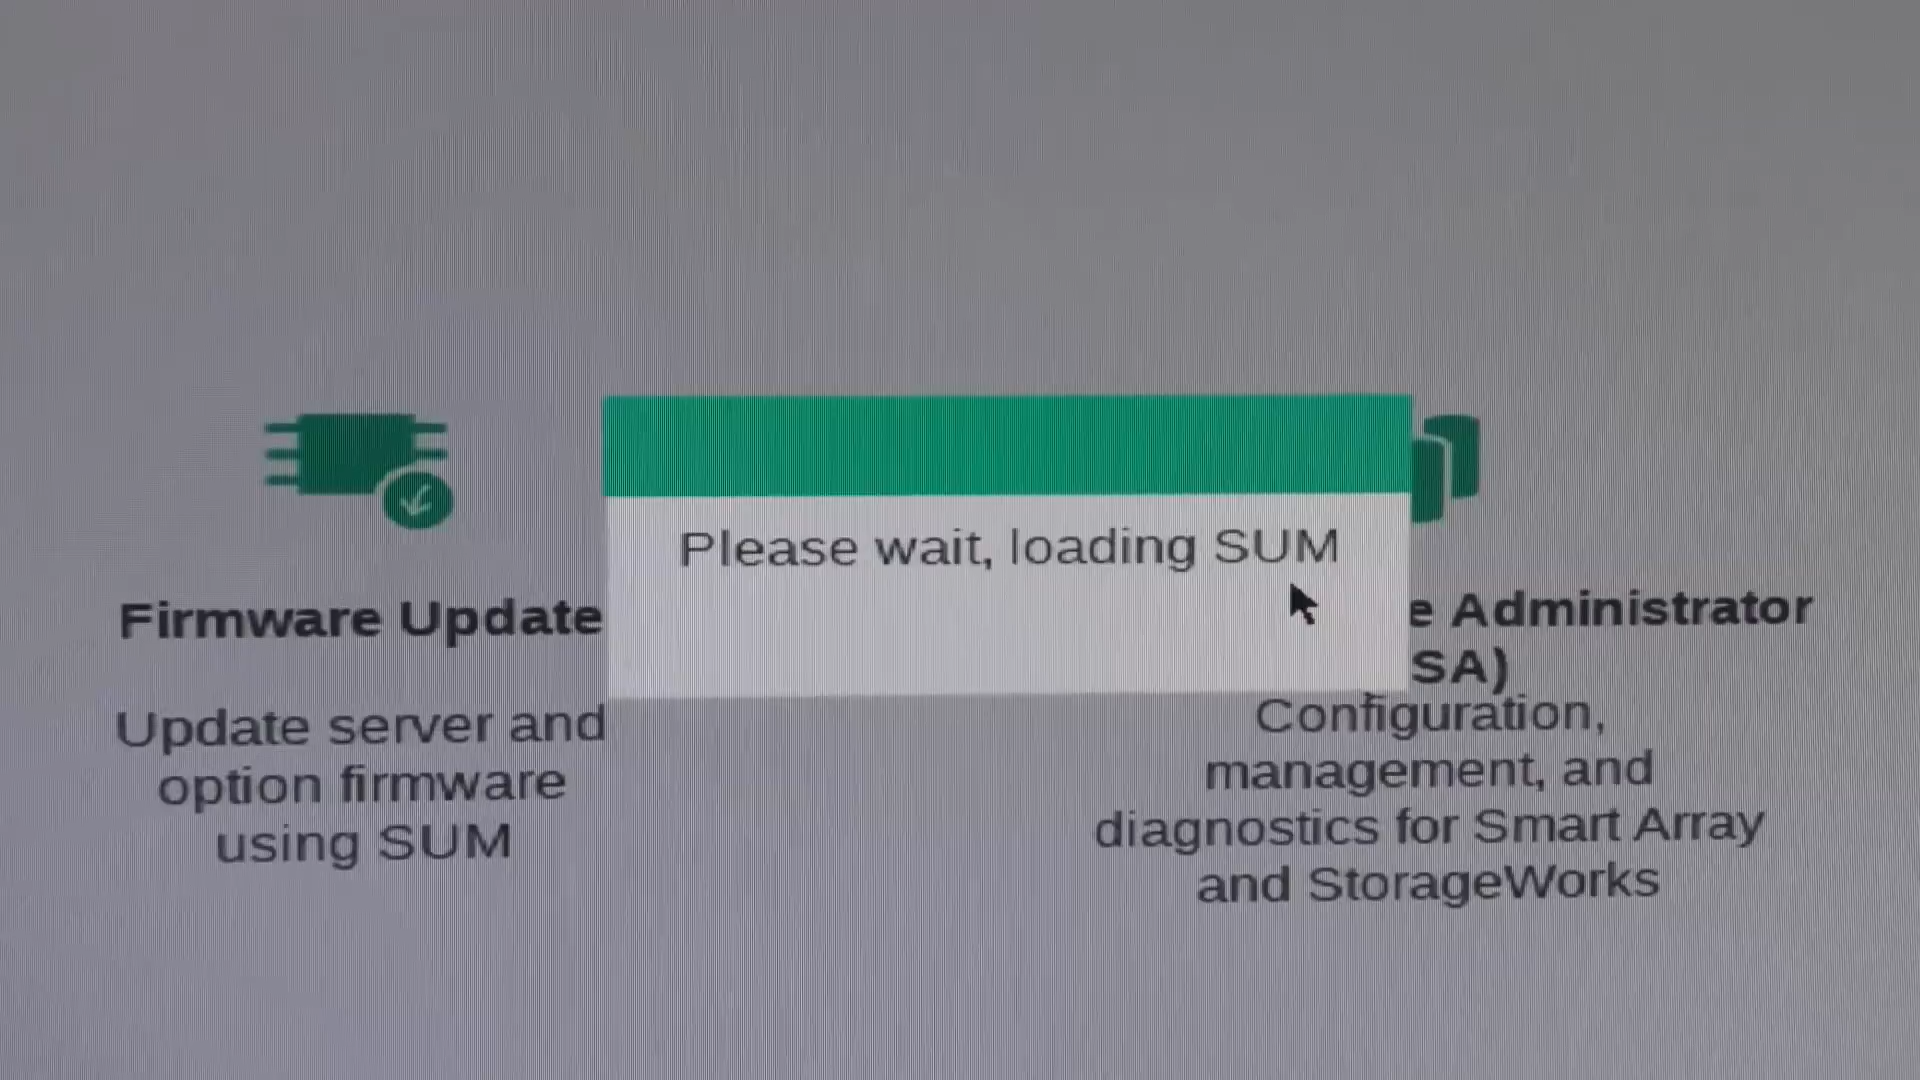 Please wait, loading SUM
Firmware Update
Update server and
option firmware
using SUM
Administrator
SA)
Configuration,
management, and
diagnostics for Smart Array
and StorageWorks